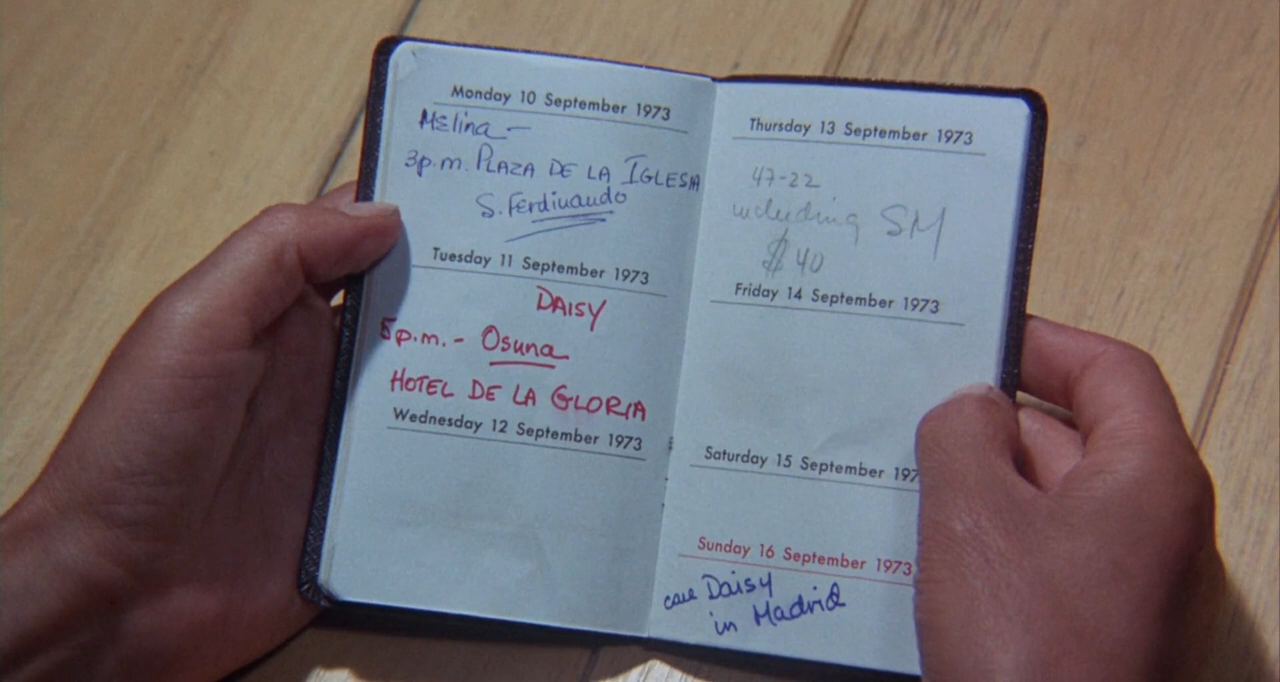 Monday 10 September 1973
Melina -
3p.m. PLAZA DE LA IGLESIA
S. Ferdinando
Tuesday 11 September 1973
DAISY
5p.m. - Osuna
HOTEL DE LA GLORIA
Wednesday 12 September 1973
Thursday 13 September 1973
47-22
including SM
$ 40
Friday 14 September 1973
Saturday 15 September 197
Sunday 16 September 1973
call Daisy
in Madrid